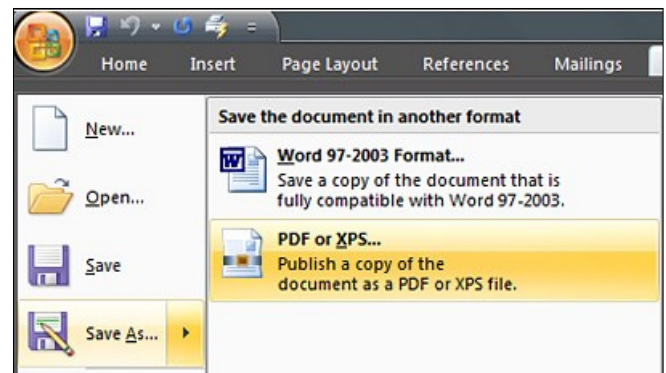 Home Insert Page Layout References Mailings
Save the document in another format
New...
Word 97-2003 Format...
Save a copy of the document that is
fully compatible with Word 97-2003.
Open...
PDF or XPS...
Publish a copy of the
document as a PDF or XPS file.
Save
Save As...